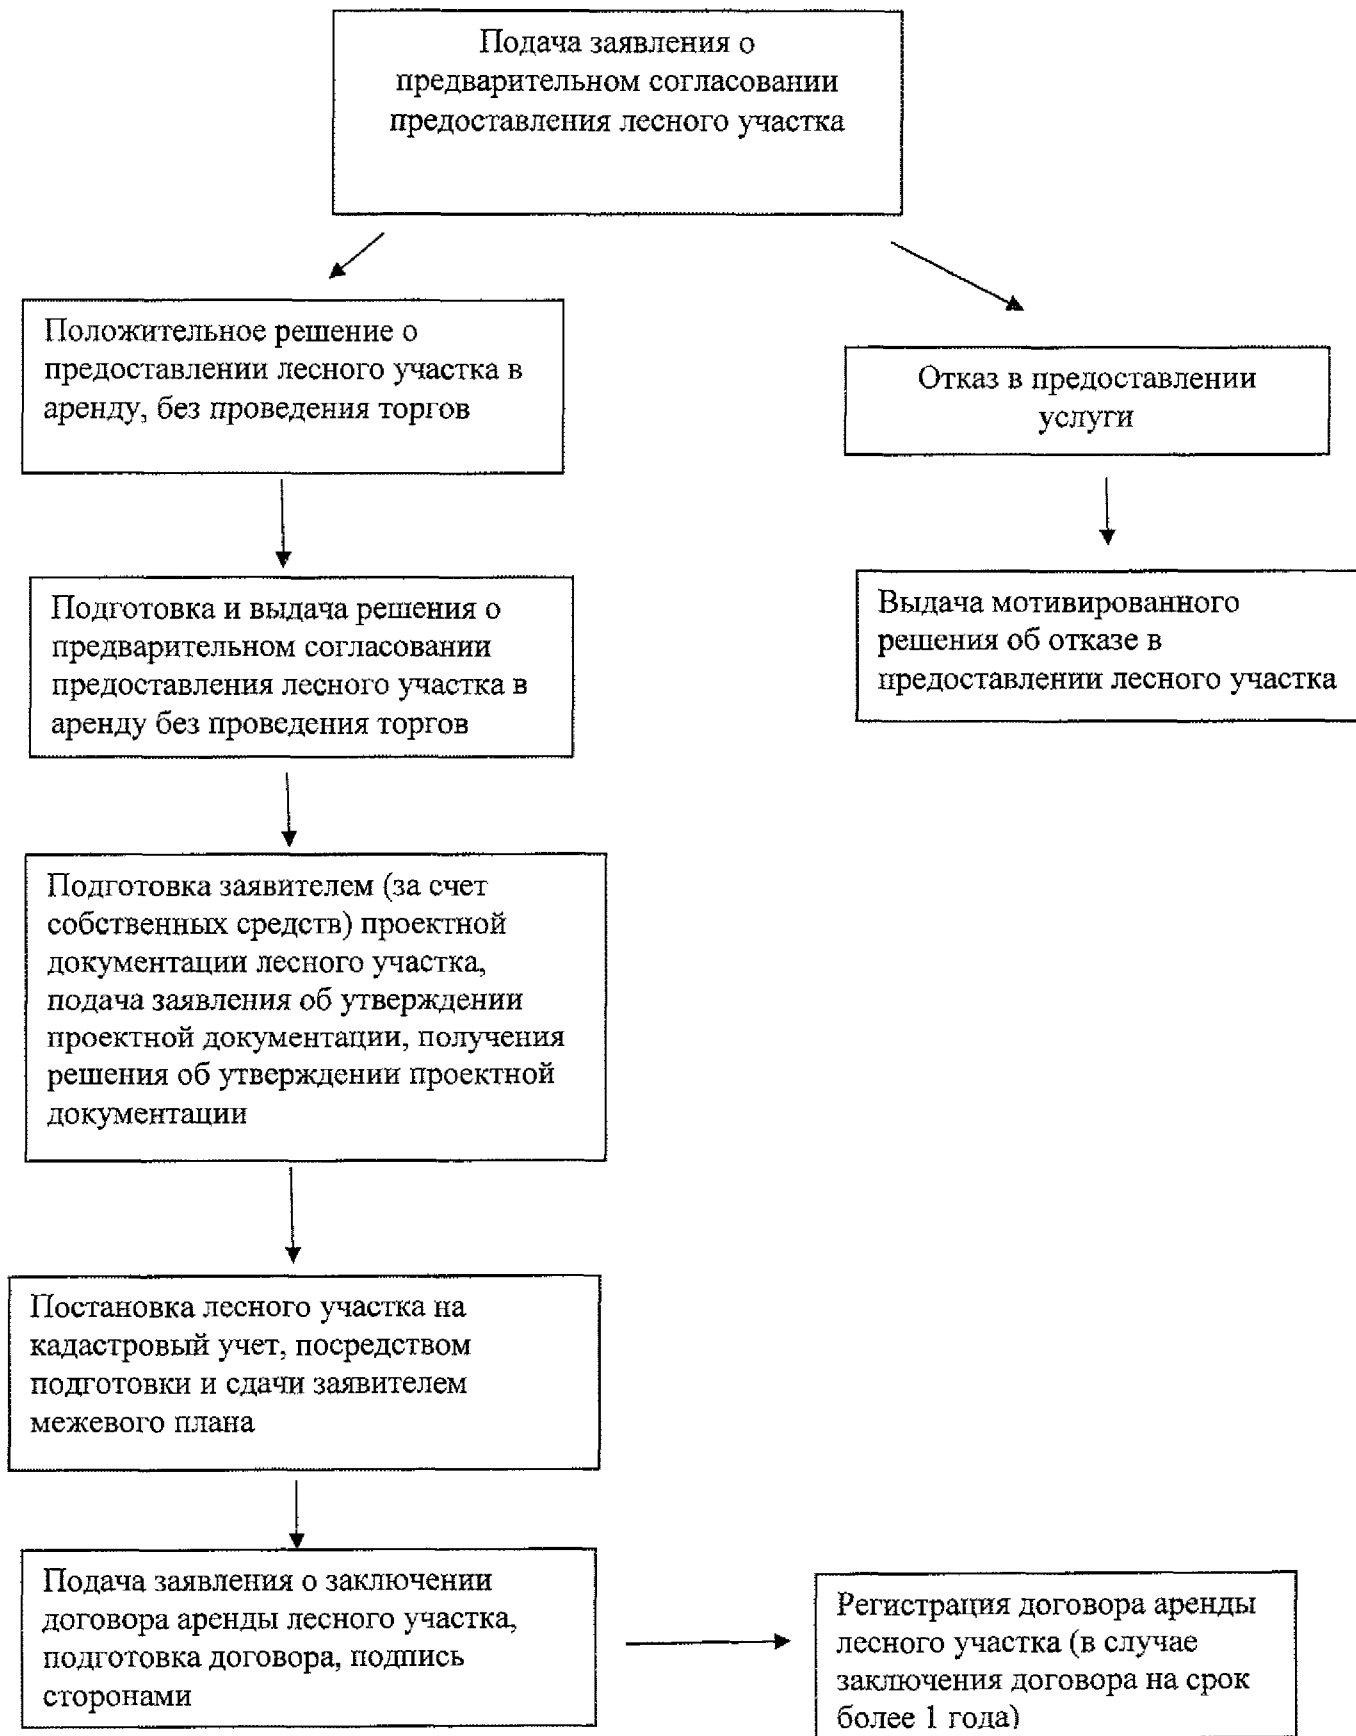 Подача заявления о
предварительном согласовании
предоставления лесного участка
Положительное решение о
предоставлении лесного участка в
аренду, без проведения торгов
Отказ в предоставлении
услуги
Подготовка и выдача решения о
предварительном согласовании
предоставления лесного участка в
аренду без проведения торгов
Выдача мотивированного
решения об отказе в
предоставлении лесного участка
Подготовка заявителем (за счет
собственных средств) проектной
документации лесного участка,
подача заявления об утверждении
проектной документации, получения
решения об утверждении проектной
документации
Постановка лесного участка на
кадастровый учет, посредством
подготовки и сдачи заявителем
межевого плана
Подача заявления о заключении
договора аренды лесного участка,
подготовка договора, подпись
сторонами
Регистрация договора аренды
лесного участка (в случае
заключения договора на срок
более 1 года)